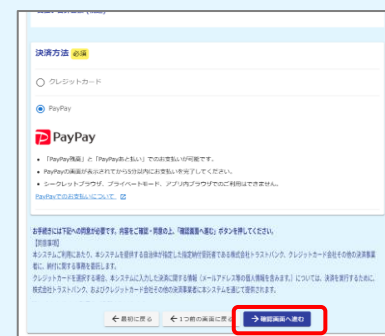 決済方法 必須
クレジットカード
PayPay
PayPay
• 「PayPay残高」と「PayPayあと払い」でのお支払いが可能です。
• PayPayの画面が表示されてから5分以内にお支払いを完了してください。
• シークレットブラウザ、プライベートモード、アプリ内ブラウザでのご利用はできません。
PayPayでのお支払いについて
お手続きには下記への同意が必要です。内容をご確認・同意の上、「確認画面へ進む」ボタンを押してください。
【同意事項】
本システムご利用にあたり、本システムを提供する自治体が指定した指定納付受託者である株式会社トラストバンク、クレジットカード会社その他の決済事業
者に、納付に関する事務を委託します。
クレジットカードを選択する場合、本システムに入力した決済に関する情報（メールアドレス等の個人情報を含みます。）については、決済を実行するために、
株式会社トラストバンク、およびクレジットカード会社その他の決済事業者に本システムを通じて提供されます。
← 最初に戻る
← 1つ前の画面に戻る
→ 確認画面へ進む